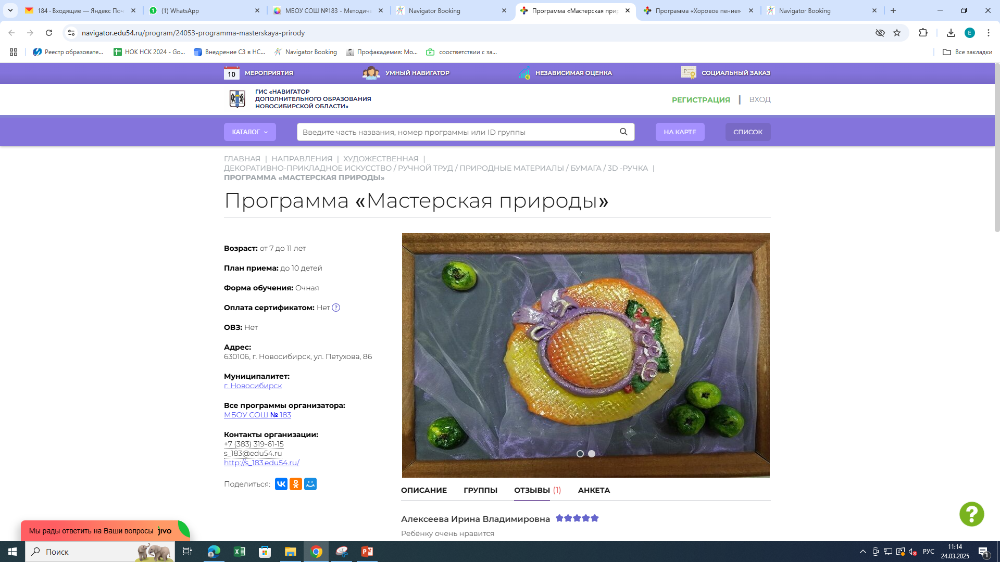 184 · Входящие — Яндекс Поч
(1) WhatsApp
МБОУ СОШ №183 - Методиче
Navigator Booking
Программа «Мастерская прир
Программа «Хоровое пение»
Navigator Booking
navigator.edu54.ru/program/24053-programma-masterskaya-prirody
E
Реестр образовате...
НОК НСК 2024 - Go...
Внедрение СЗ в НС...
Navigator Booking
Профакадемия: Мо...
соостветствии с за...
Все закладки
10
МЕРОПРИЯТИЯ
УМНЫЙ НАВИГАТОР
НЕЗАВИСИМАЯ ОЦЕНКА
СОЦИАЛЬНЫЙ ЗАКАЗ
ГИС «НАВИГАТОР
ДОПОЛНИТЕЛЬНОГО ОБРАЗОВАНИЯ
НОВОСИБИРСКОЙ ОБЛАСТИ»
РЕГИСТРАЦИЯ | ВХОД
КАТАЛОГ
Введите часть названия, номер программы или ID группы
НА КАРТЕ
СПИСОК
ГЛАВНАЯ | НАПРАВЛЕНИЯ | ХУДОЖЕСТВЕННАЯ |
ДЕКОРАТИВНО-ПРИКЛАДНОЕ ИСКУССТВО / РУЧНОЙ ТРУД / ПРИРОДНЫЕ МАТЕРИАЛЫ / БУМАГА / 3D -РУЧКА |
ПРОГРАММА «МАСТЕРСКАЯ ПРИРОДЫ»
Программа «Мастерская природы»
Возраст: от 7 до 11 лет
План приема: до 10 детей
Форма обучения: Очная
Оплата сертификатом: Нет ?
ОВЗ: Нет
Адрес:
630106, г. Новосибирск, ул. Петухова, 86
Муниципалитет:
г. Новосибирск
Все программы организатора:
МБОУ СОШ № 183
Контакты организации:
+7 (383) 319-61-15
s_183@edu54.ru
http://s_183.edu54.ru/
Поделиться:
ОПИСАНИЕ
ГРУППЫ
ОТЗЫВЫ (1)
АНКЕТА
Алексеева Ирина Владимировна
Ребёнку очень нравится
?
Мы рады ответить на Ваши вопросы jivo
Поиск
РУС
11:14
24.03.2025
1